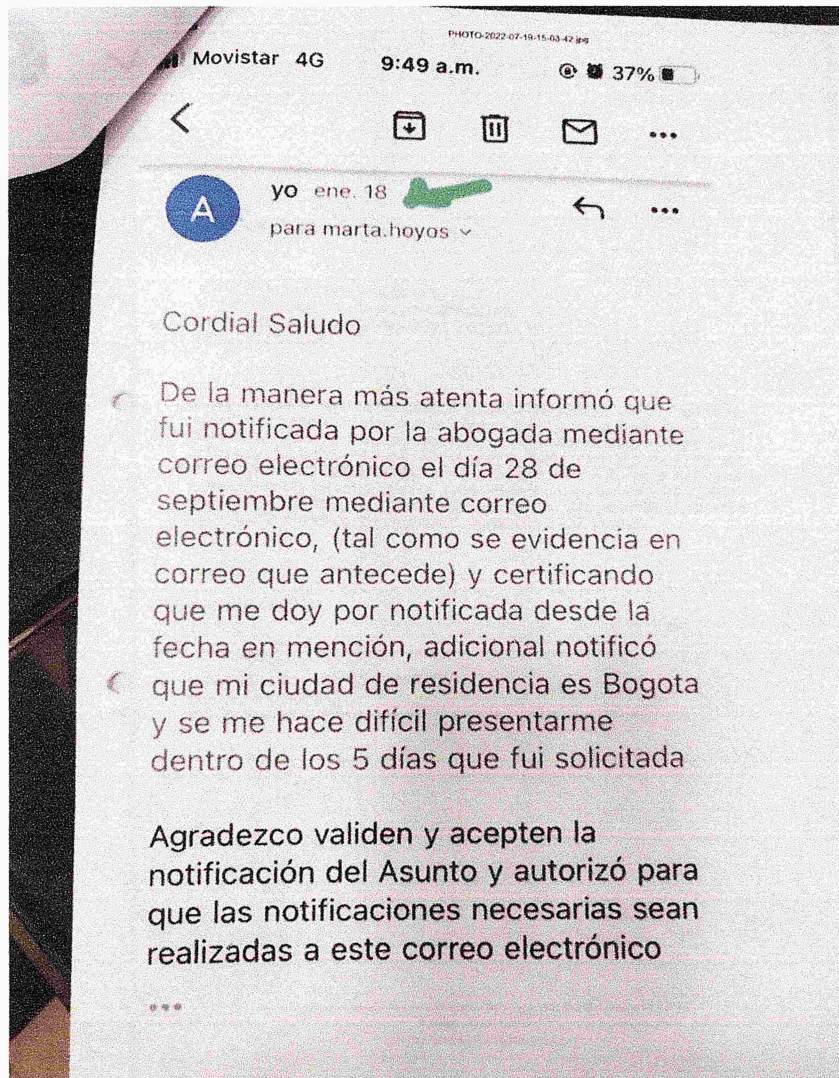 PHOTO-2022-07-19-15-03-42.jpg
Movistar 4G 9:49 a.m. 37%
A
yo ene. 18
para marta.hoyos
Cordial Saludo
De la manera más atenta informó que
fui notificada por la abogada mediante
correo electrónico el día 28 de
septiembre mediante correo
electrónico, (tal como se evidencia en
correo que antecede) y certificando
que me doy por notificada desde la
fecha en mención, adicional notificó
que mi ciudad de residencia es Bogota
y se me hace difícil presentarme
dentro de los 5 días que fui solicitada
Agradezco validen y acepten la
notificación del Asunto y autorizó para
que las notificaciones necesarias sean
realizadas a este correo electrónico